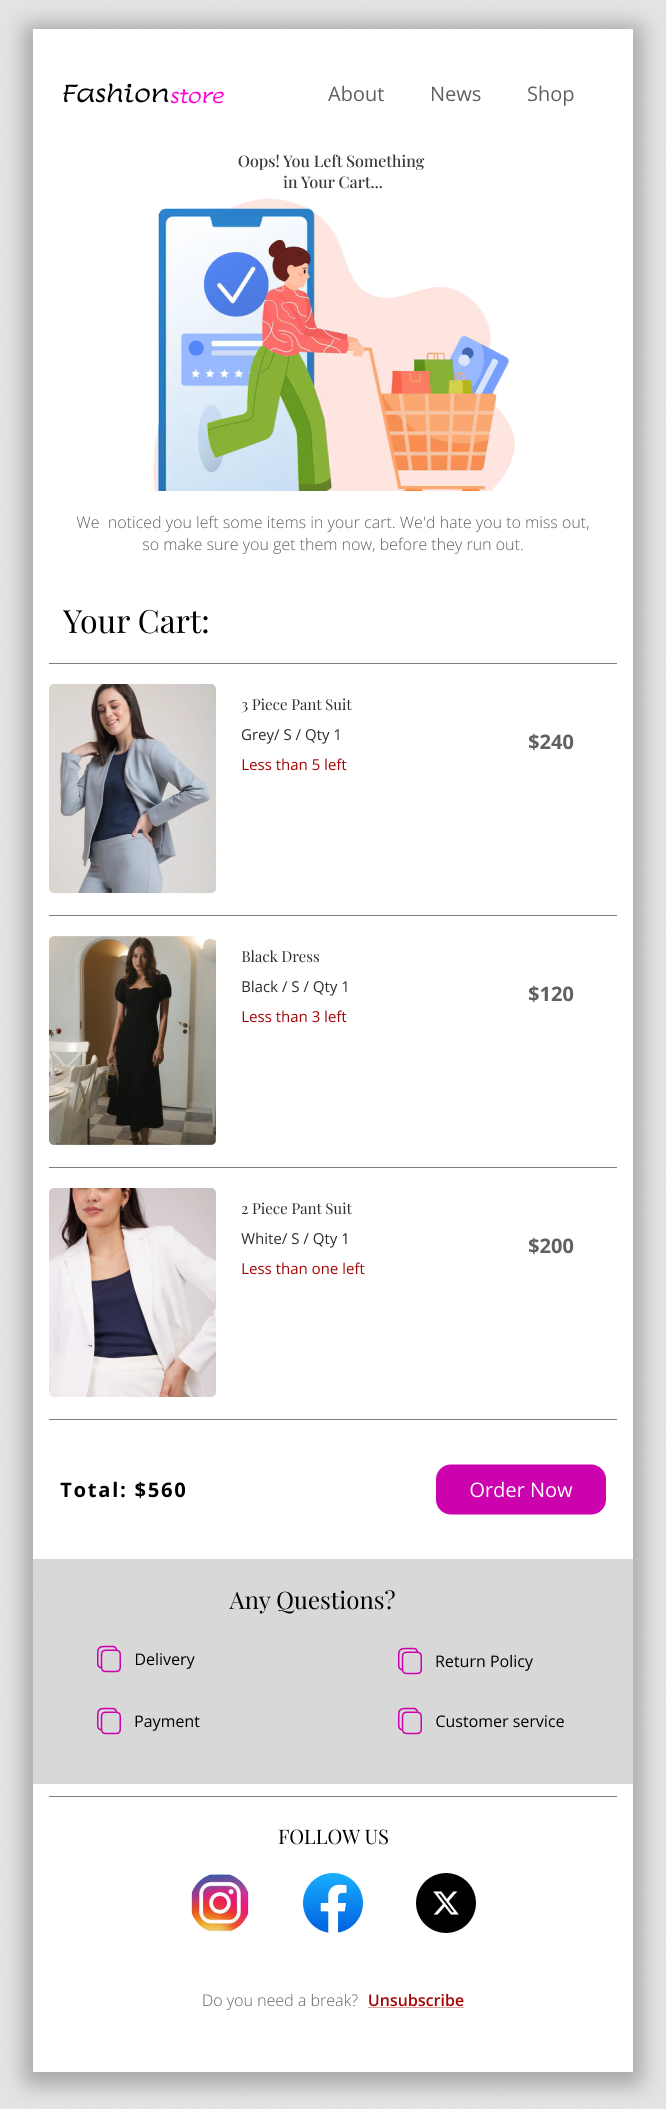 Fashionstore
About News Shop
Oops! You Left Something
in Your Cart...
We noticed you left some items in your cart. We'd hate you to miss out,
so make sure you get them now, before they run out.
Your Cart:
3 Piece Pant Suit
Grey/ S / Qty 1
$240
Less than 5 left
Black Dress
Black / S / Qty 1
$120
Less than 3 left
2 Piece Pant Suit
White/ S / Qty 1
$200
Less than one left
Total: $560
Order Now
Any Questions?
Delivery
Return Policy
Payment
Customer service
FOLLOW US
Do you need a break? Unsubscribe